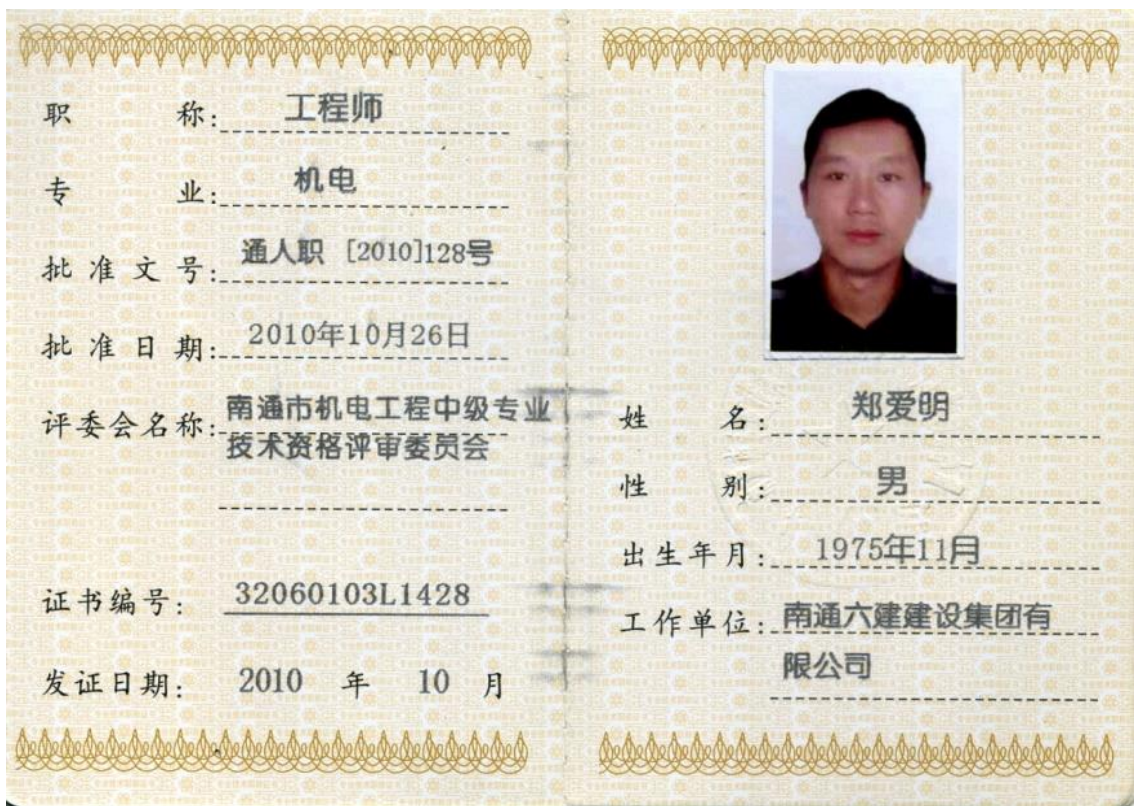 职 称: 工程师
专 业: 机电
批准文号: 通人职 [2010]128号
批准日期: 2010年10月26日
评委会名称: 南通市机电工程中级专业
技术资格评审委员会
证书编号: 32060103L1428
发证日期: 2010 年 10 月
姓 名: 郑爱明
性 别: 男
出生年月: 1975年11月
工作单位: 南通六建建设集团有
限公司